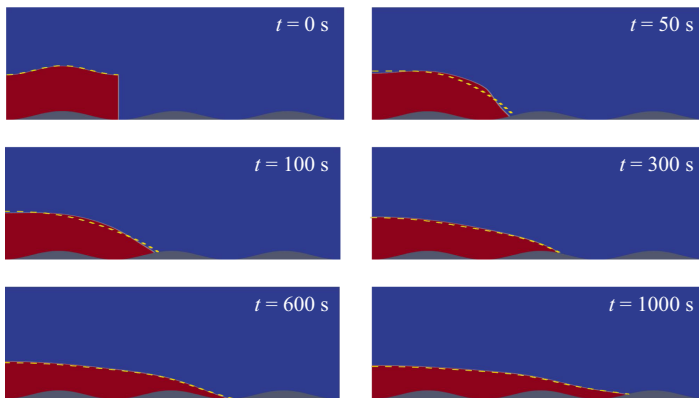 t = 0 s
t = 50 s
t = 100 s
t = 300 s
t = 600 s
t = 1000 s